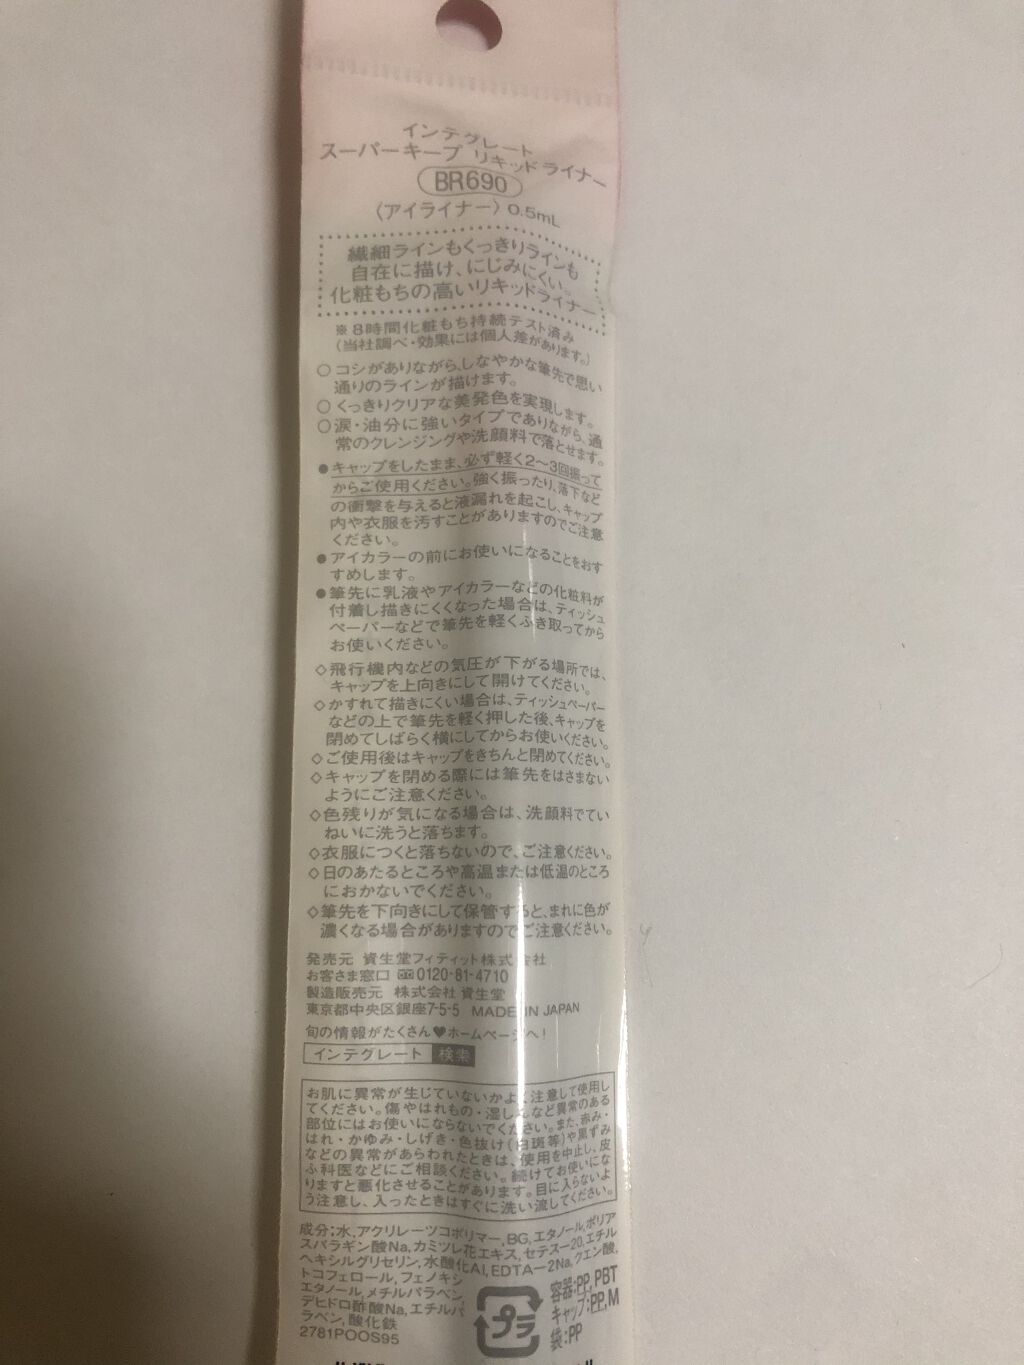 インテグレート
スーパーキープ リキッドライナー
BR690
〈アイライナー〉0.5mL
繊細ラインもくっきりラインも
自在に描け、にじみにくい。
化粧もちの高いリキッドライナー
※8時間化粧もち持続テスト済み
(当社調べ・効果には個人差があります。)
○コシがありながら、しなやかな筆先で思い
通りのラインが描けます。
○くっきりクリアな美発色を実現します。
○涙・油分に強いタイプでありながら、通
常のクレンジングや洗顔料で落とせます。
●キャップをしたまま、必ず軽く2〜3回振って
からご使用ください。強く振ったり、落下など
の衝撃を与えると液漏れを起こし、キャップ
内や衣服を汚すことがありますのでご注意
ください。
●アイカラーの前にお使いになることをおす
すめします。
●筆先に乳液やアイカラーなどの化粧料が
付着し描きにくくなった場合は、ティッシュ
ペーパーなどで筆先を軽くふき取ってから
お使いください。
◇飛行機内などの気圧が下がる場所では、
キャップを上向きにして開けてください。
◇かすれて描きにくい場合は、ティッシュペーパー
などの上で筆先を軽く押した後、キャップを
閉めてしばらく横にしてからお使いください。
◇ご使用後はキャップをきちんと閉めてください。
◇キャップを閉める際には筆先をはさまない
ようにご注意ください。
◇色残りが気になる場合は、洗顔料でてい
ねいに洗うと落ちます。
◇衣服につくと落ちないので、ご注意ください。
◇日のあたるところや高温または低温のところ
におかないでください。
◇筆先を下向きにして保管すると、まれに色が
濃くなる場合がありますのでご注意ください。
発売元 資生堂フィティット株式会社
お客さま窓口 0120-81-4710
製造販売元 株式会社 資生堂
東京都中央区銀座7-5-5 MADE IN JAPAN
旬の情報がたくさん♥ホームページへ!
インテグレート 検索
お肌に異常が生じていないかよく注意して使用し
てください。傷やはれもの・湿しんなど異常のある
部位にはお使いにならないでください。また、赤み・
はれ・かゆみ・しげき・色抜け(白斑等)や黒ずみ
などの異常があらわれたときは、使用を中止し、皮
ふ科医などにご相談ください。続けてお使いにな
りますと悪化させることがあります。目に入らないよ
う注意し、入ったときはすぐに洗い流してください。
成分:水,アクリレーツコポリマー,BG,エタノール,ポリア
スパラギン酸Na,カミツレ花エキス,セテスー20,エチル
ヘキシルグリセリン,水酸化Al,EDTAー2Na,クエン酸,
トコフェロール,フェノキシ
エタノール,メチルパラベン,
デヒドロ酢酸Na,エチルパ
ラベン,酸化鉄
2781POOS95
プラ
容器:PP,PBT
キャップ:PP,M
袋:PP